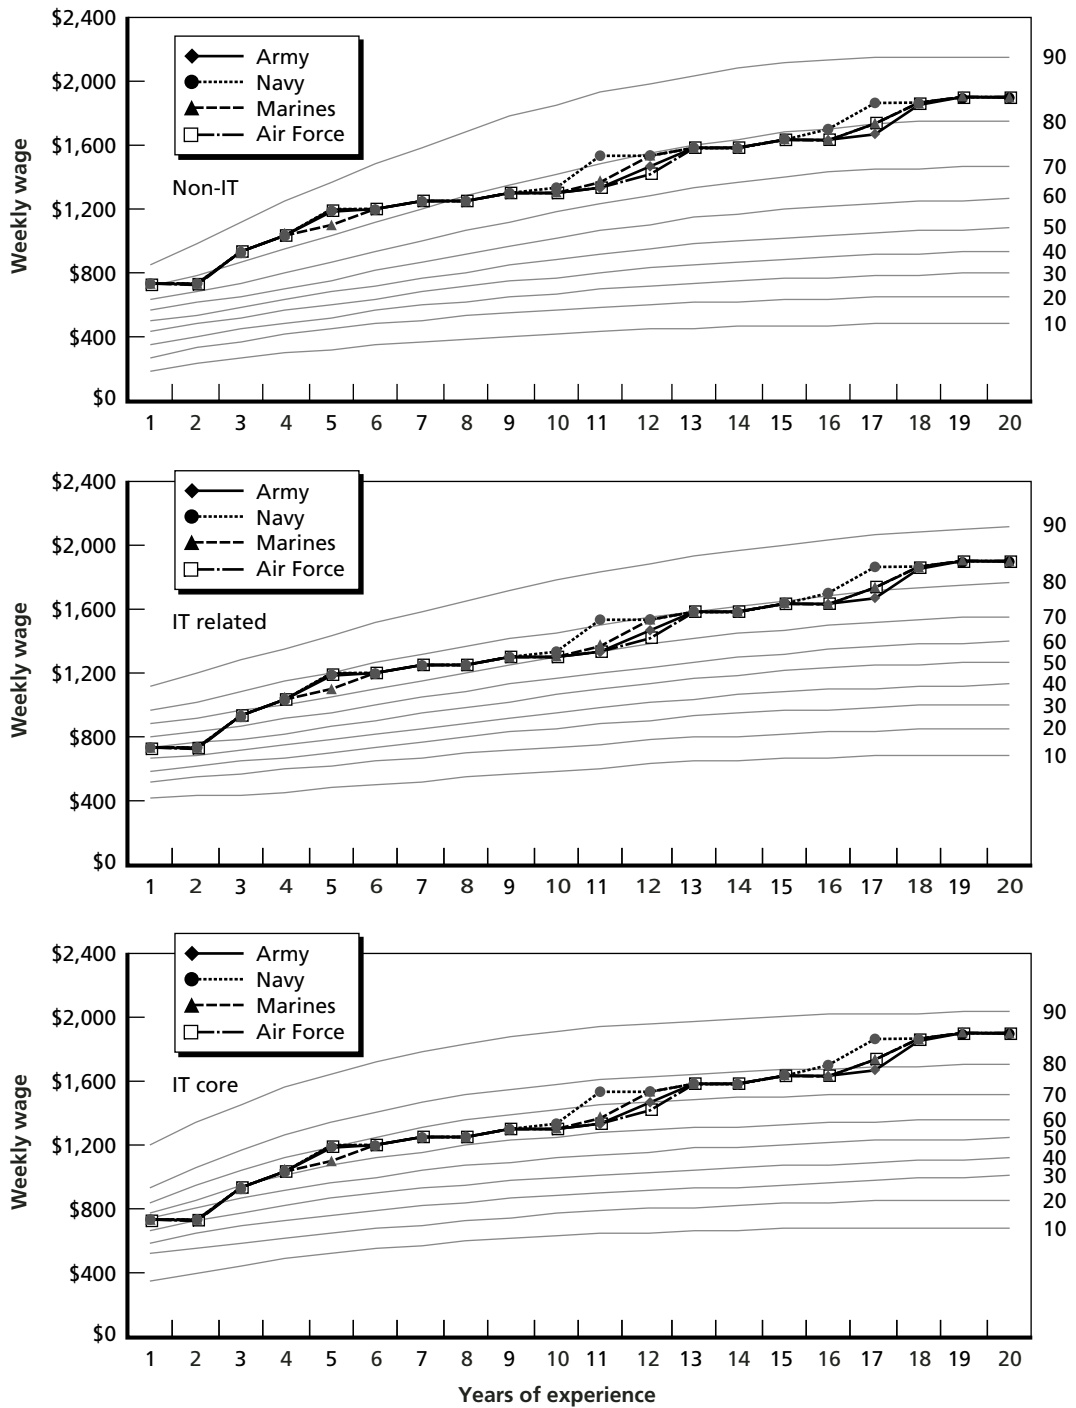 $2,400
$2,000
$1,600
$1,200
$800
$400
$0
Weekly wage
Army
Navy
Marines
Air Force
Non-IT
90
80
70
60
50
40
30
20
10
1 2 3 4 5 6 7 8 9 10 11 12 13 14 15 16 17 18 19 20
$2,400
$2,000
$1,600
$1,200
$800
$400
$0
Weekly wage
Army
Navy
Marines
Air Force
IT related
90
80
70
60
50
40
30
20
10
1 2 3 4 5 6 7 8 9 10 11 12 13 14 15 16 17 18 19 20
$2,400
$2,000
$1,600
$1,200
$800
$400
$0
Weekly wage
Army
Navy
Marines
Air Force
IT core
90
80
70
60
50
40
30
20
10
1 2 3 4 5 6 7 8 9 10 11 12 13 14 15 16 17 18 19 20
Years of experience